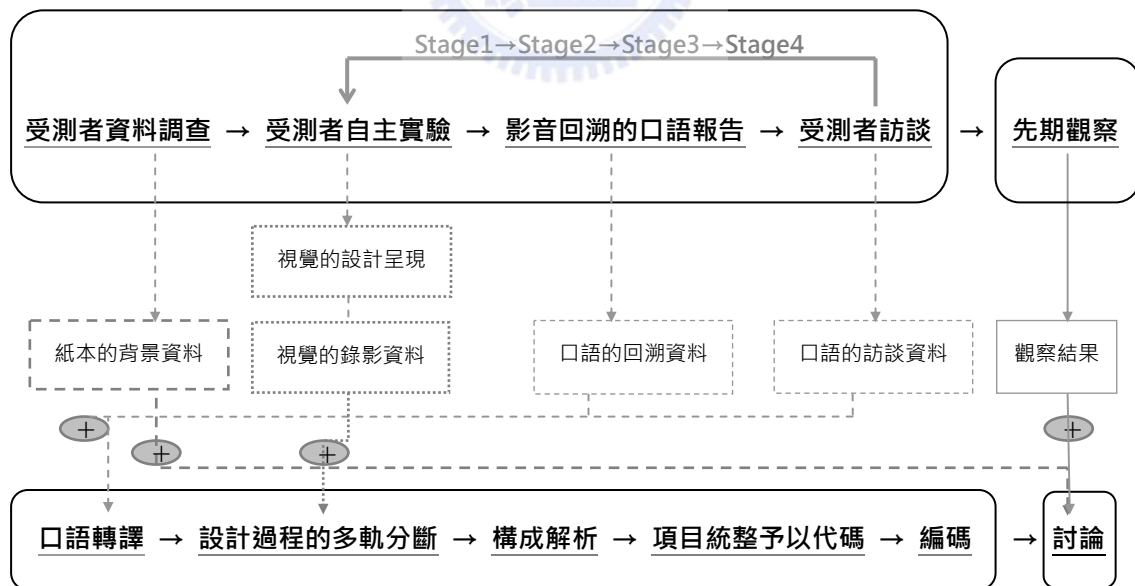 Stage1→Stage2→Stage3→Stage4
受測者資料調查 → 受測者自主實驗 → 影音回溯的口語報告 → 受測者訪談 → 先期觀察
視覺的設計呈現
紙本的背景資料 視覺的錄影資料 口語的回溯資料 口語的訪談資料 觀察結果
+ + + +
口語轉譯 → 設計過程的多軌分斷 → 構成解析 → 項目統整予以代碼 → 編碼 → 討論